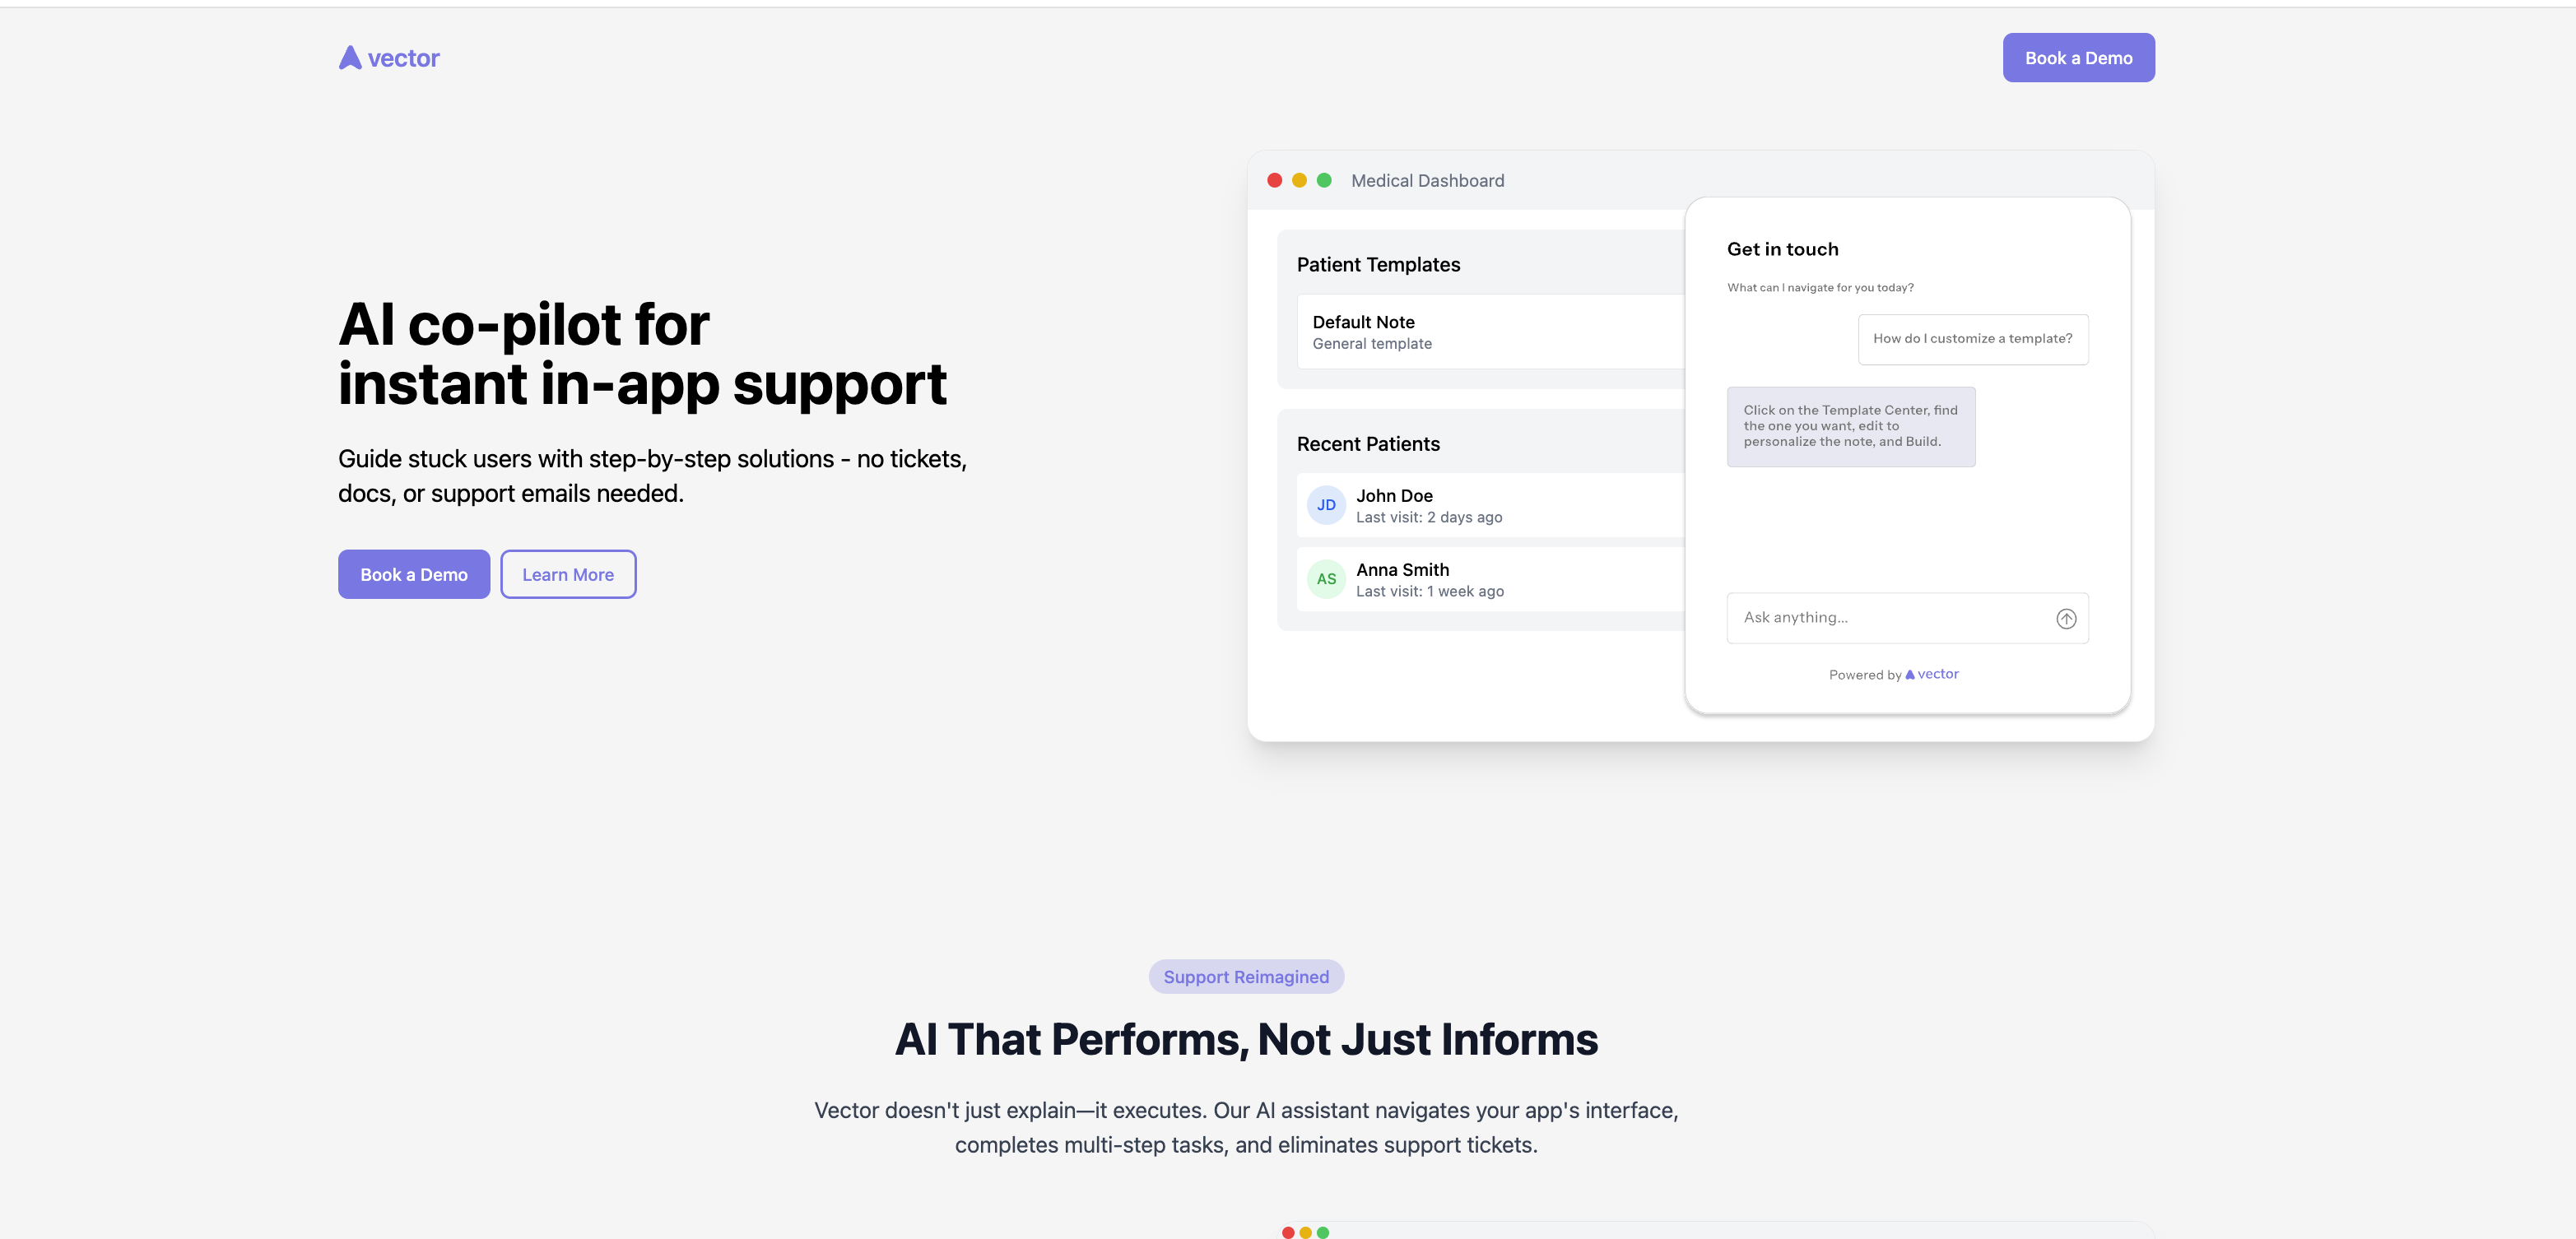 vector
Book a Demo
AI co-pilot for
instant in-app support
Guide stuck users with step-by-step solutions - no tickets,
docs, or support emails needed.
Book a Demo
Learn More
Medical Dashboard
Patient Templates
Default Note
General template
Recent Patients
JD
John Doe
Last visit: 2 days ago
AS
Anna Smith
Last visit: 1 week ago
Get in touch
What can I navigate for you today?
How do I customize a template?
Click on the Template Center, find
the one you want, edit to
personalize the note, and Build.
Ask anything...
Powered by vector
Support Reimagined
AI That Performs, Not Just Informs
Vector doesn't just explain—it executes. Our AI assistant navigates your app's interface,
completes multi-step tasks, and eliminates support tickets.